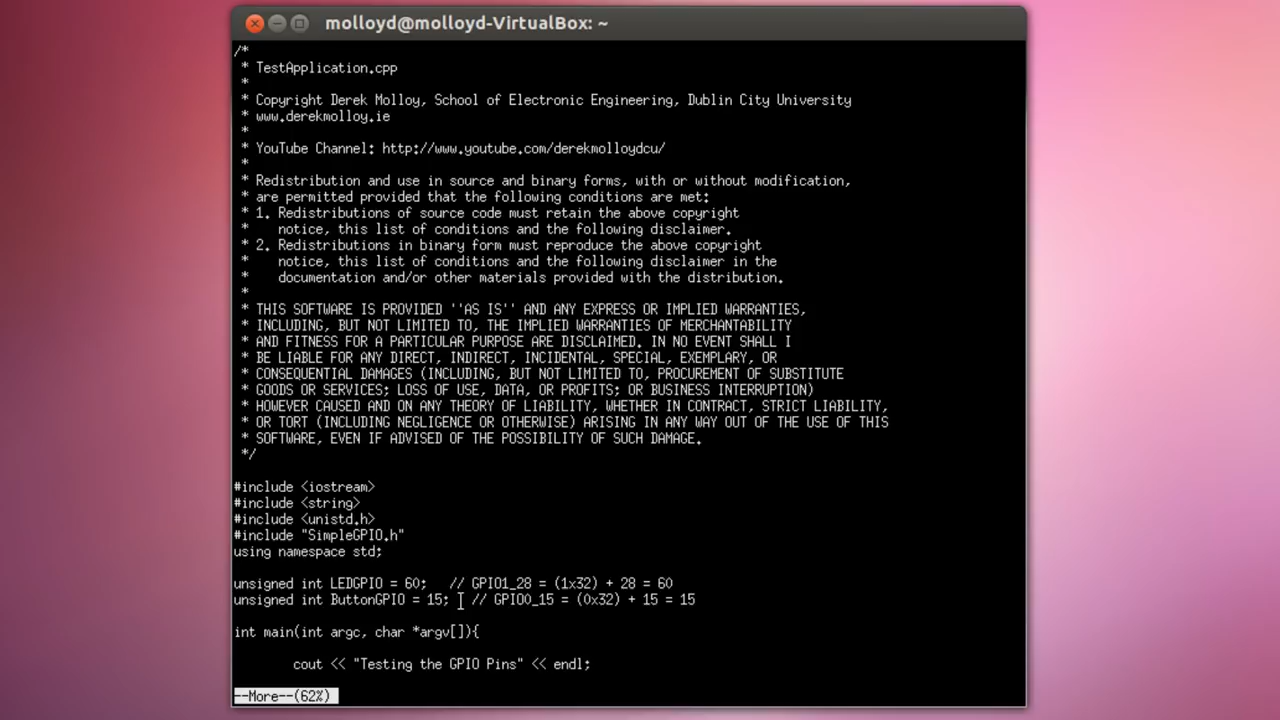 molloyd@molloyd-VirtualBox: ~
/*
 * TestApplication.cpp
 *
 * Copyright Derek Molloy, School of Electronic Engineering, Dublin City University
 * www.derekmolloy.ie
 *
 * YouTube Channel: http://www.youtube.com/derekmolloydcu/
 *
 * Redistribution and use in source and binary forms, with or without modification,
 * are permitted provided that the following conditions are met:
 * 1. Redistributions of source code must retain the above copyright
 *    notice, this list of conditions and the following disclaimer.
 * 2. Redistributions in binary form must reproduce the above copyright
 *    notice, this list of conditions and the following disclaimer in the
 *    documentation and/or other materials provided with the distribution.
 *
 * THIS SOFTWARE IS PROVIDED ''AS IS'' AND ANY EXPRESS OR IMPLIED WARRANTIES,
 * INCLUDING, BUT NOT LIMITED TO, THE IMPLIED WARRANTIES OF MERCHANTABILITY
 * AND FITNESS FOR A PARTICULAR PURPOSE ARE DISCLAIMED. IN NO EVENT SHALL I
 * BE LIABLE FOR ANY DIRECT, INDIRECT, INCIDENTAL, SPECIAL, EXEMPLARY, OR
 * CONSEQUENTIAL DAMAGES (INCLUDING, BUT NOT LIMITED TO, PROCUREMENT OF SUBSTITUTE
 * GOODS OR SERVICES; LOSS OF USE, DATA, OR PROFITS; OR BUSINESS INTERRUPTION)
 * HOWEVER CAUSED AND ON ANY THEORY OF LIABILITY, WHETHER IN CONTRACT, STRICT LIABILITY,
 * OR TORT (INCLUDING NEGLIGENCE OR OTHERWISE) ARISING IN ANY WAY OUT OF THE USE OF THIS
 * SOFTWARE, EVEN IF ADVISED OF THE POSSIBILITY OF SUCH DAMAGE.
 */
#include <iostream>
#include <string>
#include <unistd.h>
#include "SimpleGPIO.h"
using namespace std;
unsigned int LEDGPIO = 60;   // GPIO1_28 = (1x32) + 28 = 60
unsigned int ButtonGPIO = 15;   // GPIO0_15 = (0x32) + 15 = 15
int main(int argc, char *argv[]){
        cout << "Testing the GPIO Pins" << endl;
--More--(62%)